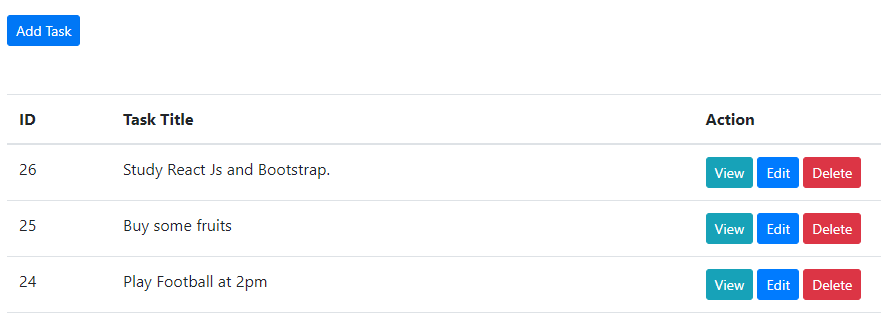 Add Task
ID Task Title Action
26 Study React Js and Bootstrap. View Edit Delete
25 Buy some fruits View Edit Delete
24 Play Football at 2pm View Edit Delete